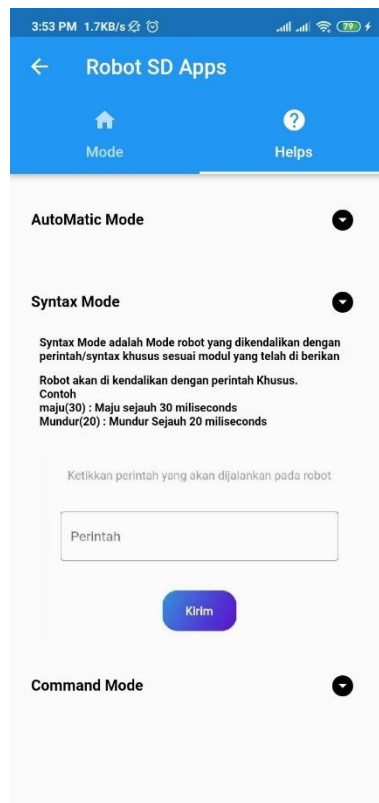 3:53 PM 1.7KB/s 79
Robot SD Apps
Mode Helps
AutoMatic Mode
Syntax Mode
Syntax Mode adalah Mode robot yang dikendalikan dengan
perintah/syntax khusus sesuai modul yang telah di berikan
Robot akan di kendalikan dengan perintah Khusus.
Contoh
maju(30) : Maju sejauh 30 miliseconds
Mundur(20) : Mundur Sejauh 20 miliseconds
Ketikkan perintah yang akan dijalankan pada robot
Perintah
Kirim
Command Mode